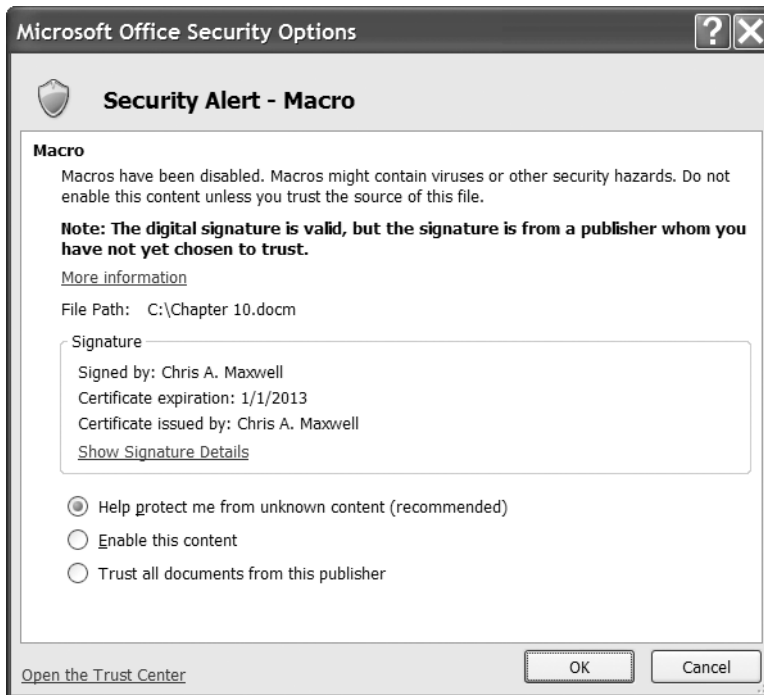 Microsoft Office Security Options
Security Alert - Macro
Macro
Macros have been disabled. Macros might contain viruses or other security hazards. Do not
enable this content unless you trust the source of this file.
Note: The digital signature is valid, but the signature is from a publisher whom you
have not yet chosen to trust.
More information
File Path: C:\Chapter 10.docm
Signature
Signed by: Chris A. Maxwell
Certificate expiration: 1/1/2013
Certificate issued by: Chris A. Maxwell
Show Signature Details
Help protect me from unknown content (recommended)
Enable this content
Trust all documents from this publisher
Open the Trust Center
OK
Cancel